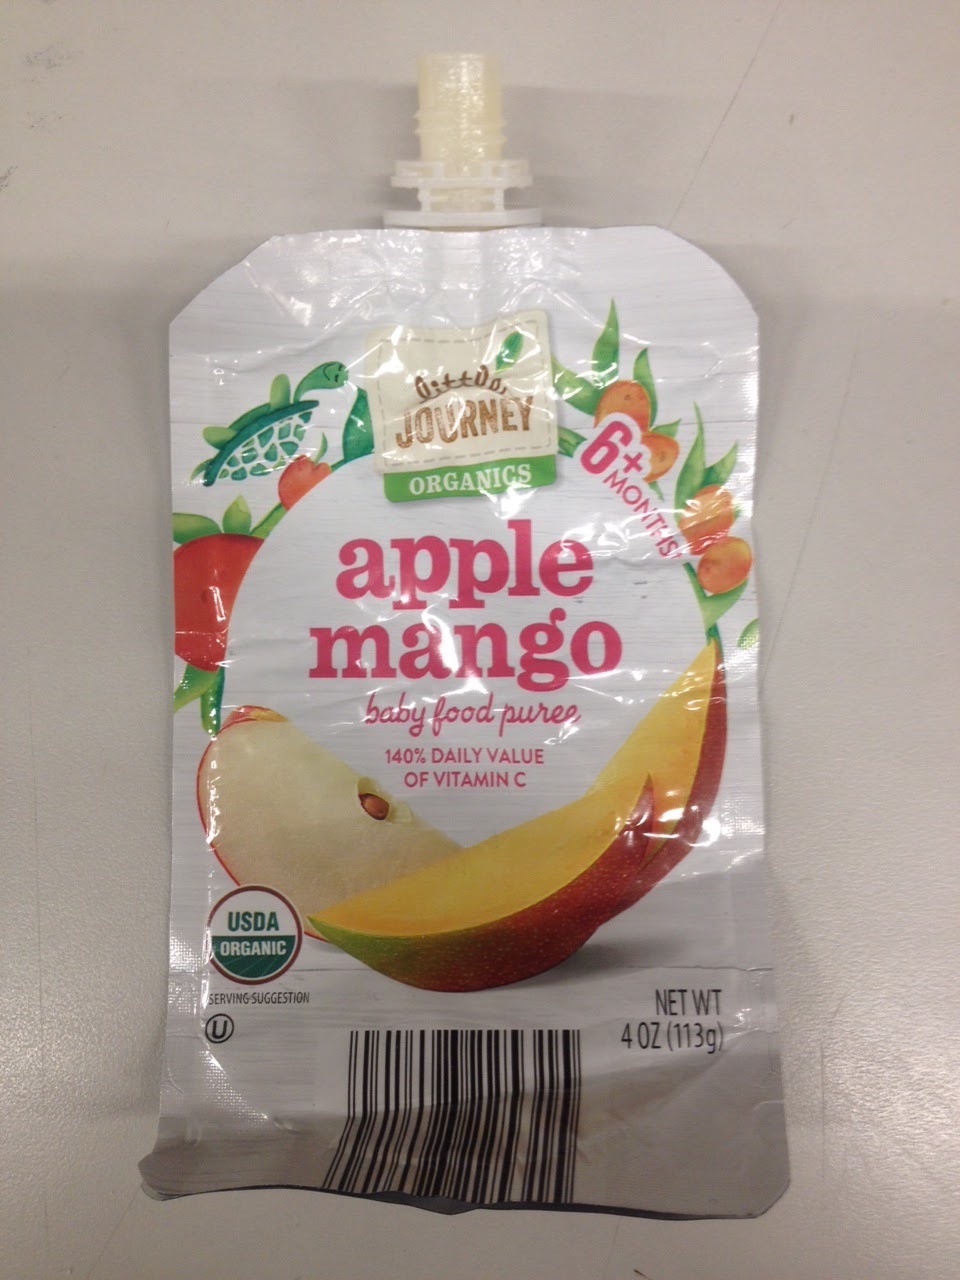 little
JOURNEY
ORGANICS
6+
MONTHS
apple
mango
baby food puree
140% DAILY VALUE
OF VITAMIN C
USDA
ORGANIC
SERVING SUGGESTION
U
NET WT
4 OZ (113g)